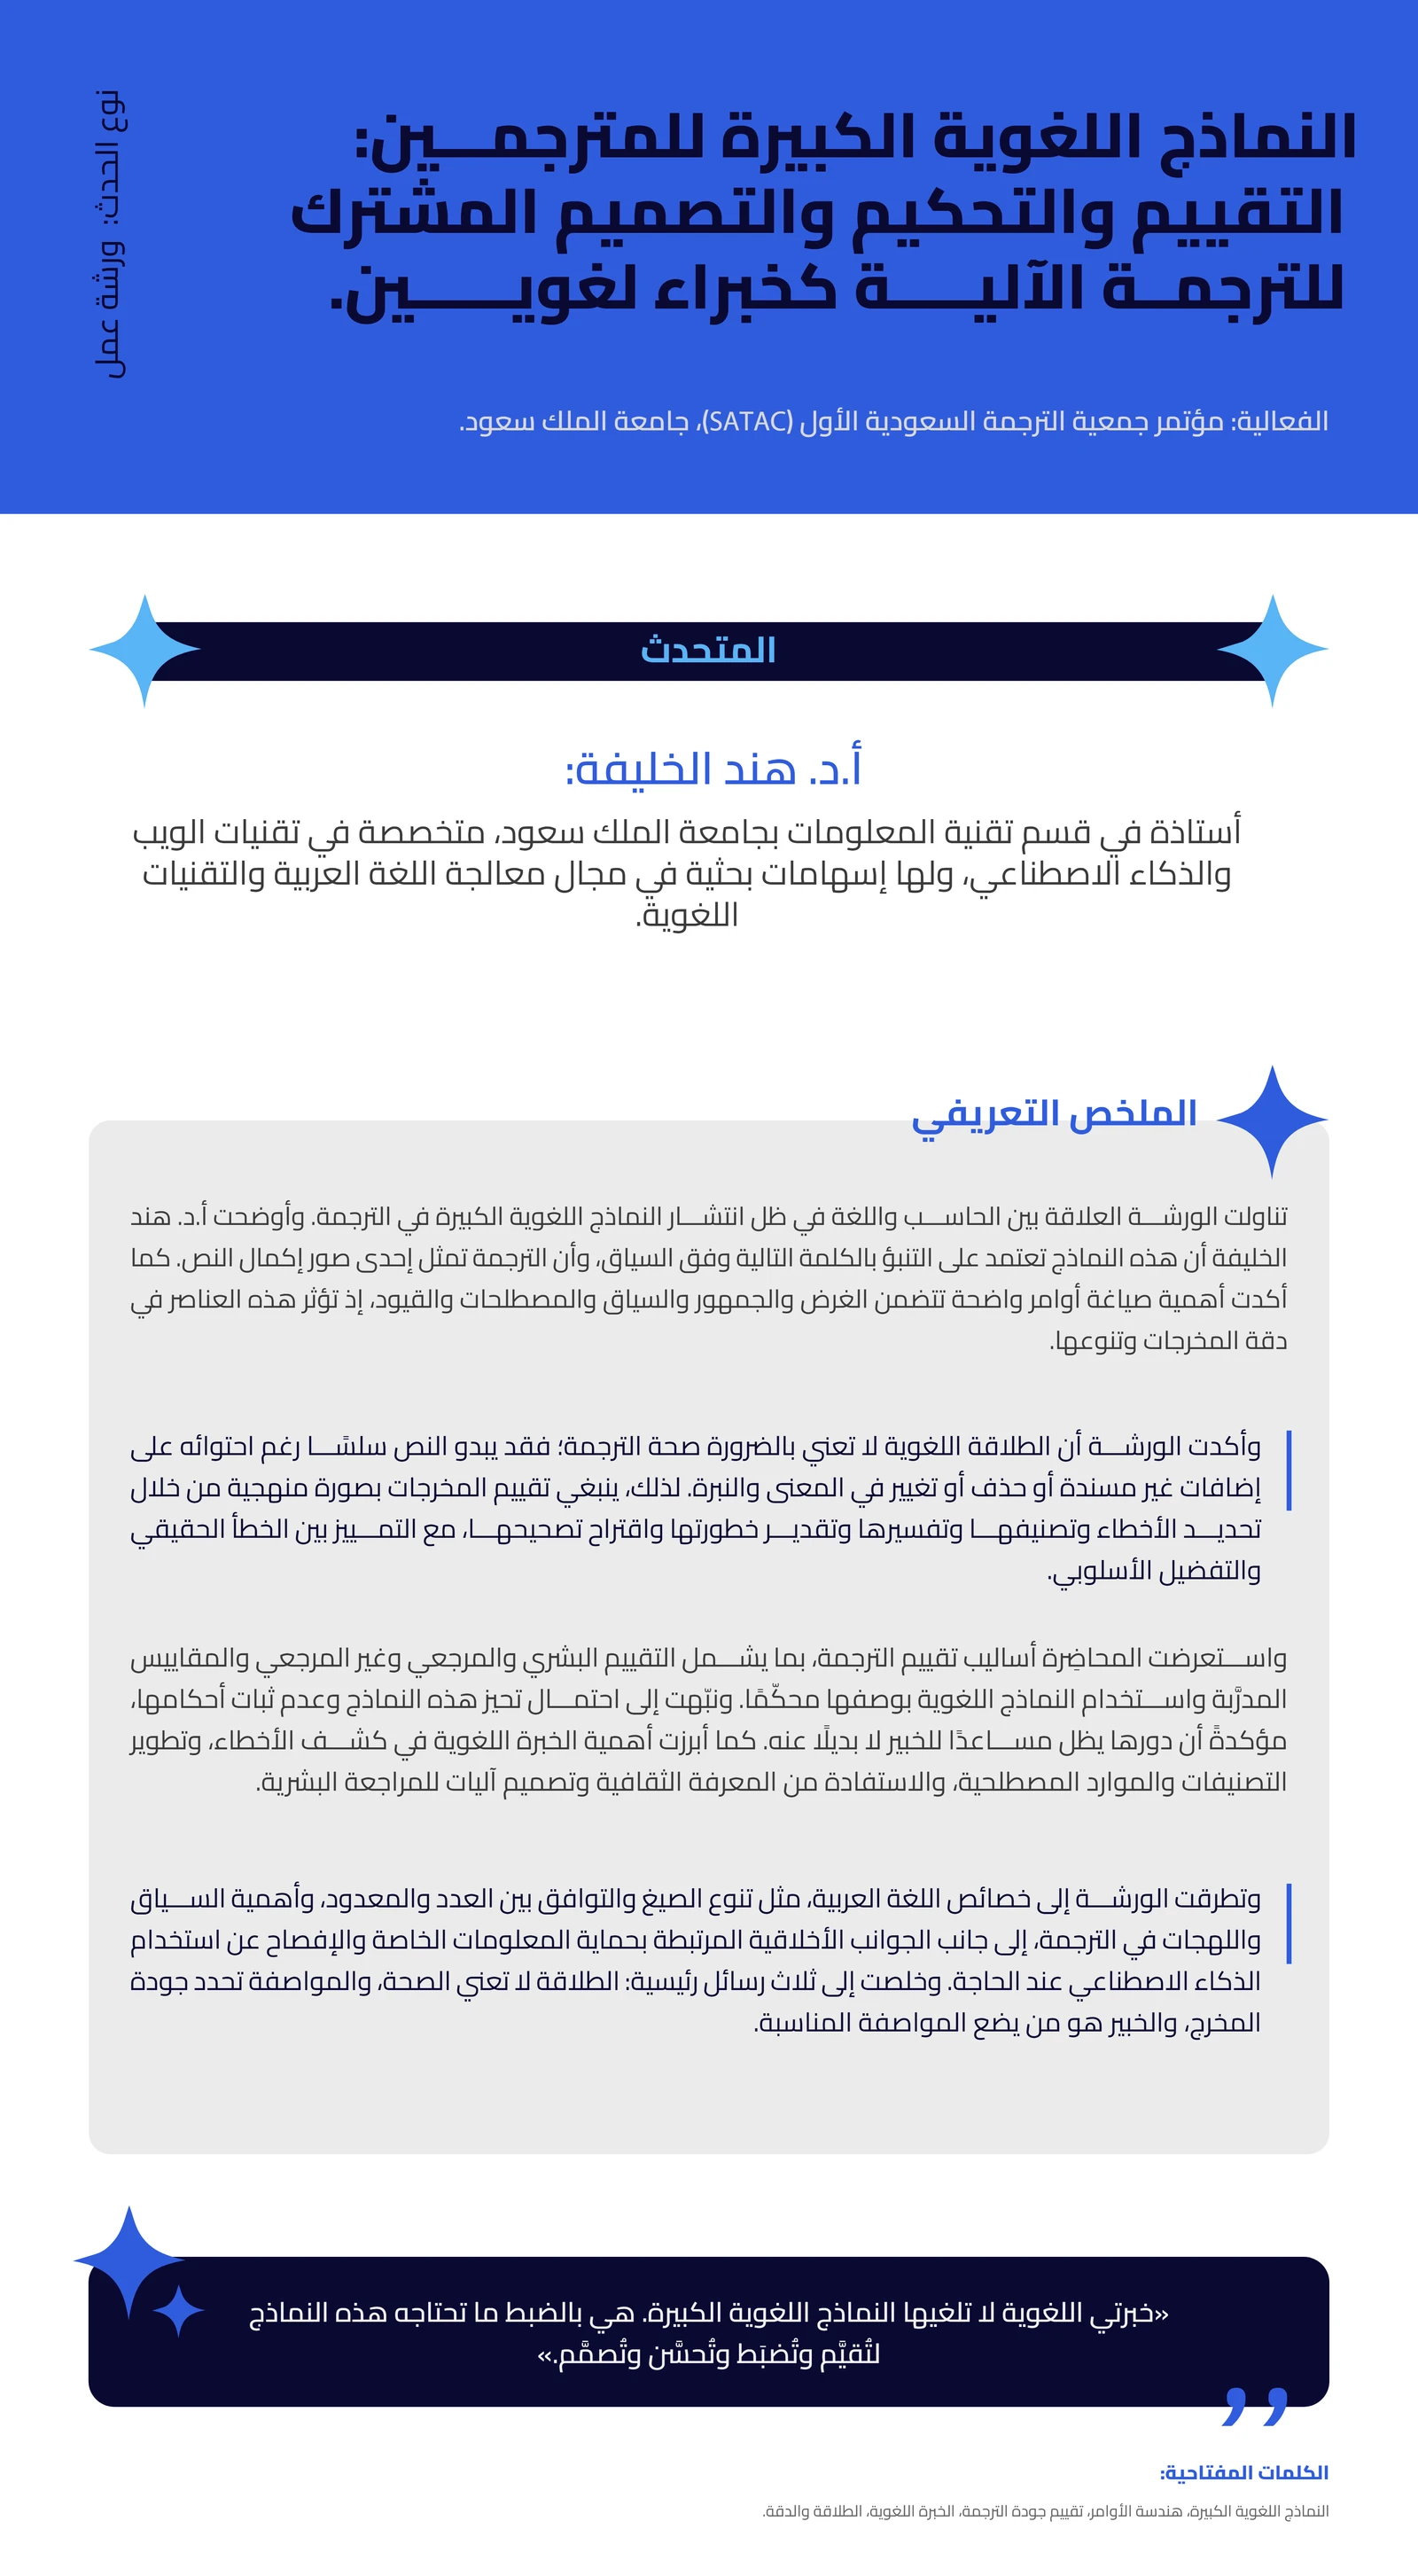 النماذج اللغوية الكبيرة للمترجمـــين:
التقييم والتحكيم والتصميم المشترك
للترجمــة الآليـــــة كخبراء لغويـــــين.
نوع الحدث: ورشة عمل
الفعالية: مؤتمر جمعية الترجمة السعودية الأول (SATAC)، جامعة الملك سعود.
المتحدث
أ.د. هند الخليفة:
أستاذة في قسم تقنية المعلومات بجامعة الملك سعود، متخصصة في تقنيات الويب
والذكاء الاصطناعي، ولها إسهامات بحثية في مجال معالجة اللغة العربية والتقنيات
اللغوية.
الملخص التعريفي
تناولت الورشـــة العلاقة بين الحاســـب واللغة في ظل انتشـــار النماذج اللغوية الكبيرة في الترجمة. وأوضحت أ.د. هند
الخليفة أن هذه النماذج تعتمد على التنبؤ بالكلمة التالية وفق السياق، وأن الترجمة تمثل إحدى صور إكمال النص. كما
أكدت أهمية صياغة أوامر واضحة تتضمن الغرض والجمهور والسياق والمصطلحات والقيود، إذ تؤثر هذه العناصر في
دقة المخرجات وتنوعها.
وأكدت الورشـــة أن الطلاقة اللغوية لا تعني بالضرورة صحة الترجمة؛ فقد يبدو النص سلسًـــا رغم احتوائه على
إضافات غير مسندة أو حذف أو تغيير في المعنى والنبرة. لذلك، ينبغي تقييم المخرجات بصورة منهجية من خلال
تحديـــد الأخطاء وتصنيفهـــا وتفسيرها وتقديـــر خطورتها واقتراح تصحيحهـــا، مع التمـــييز بين الخطأ الحقيقي
والتفضيل الأسلوبي.
واســـتعرضت المحاضِرة أساليب تقييم الترجمة، بما يشـــمل التقييم البشري والمرجعي وغير المرجعي والمقاييس
المدرَّبة واســـتخدام النماذج اللغوية بوصفها محكّمًا. ونبّهت إلى احتمـــال تحيز هذه النماذج وعدم ثبات أحكامها،
مؤكدةً أن دورها يظل مســـاعدًا للخبير لا بديلًا عنه. كما أبرزت أهمية الخبرة اللغوية في كشـــف الأخطاء، وتطوير
التصنيفات والموارد المصطلحية، والاستفادة من المعرفة الثقافية وتصميم آليات للمراجعة البشرية.
وتطرقت الورشـــة إلى خصائص اللغة العربية، مثل تنوع الصيغ والتوافق بين العدد والمعدود، وأهمية الســـياق
واللهجات في الترجمة، إلى جانب الجوانب الأخلاقية المرتبطة بحماية المعلومات الخاصة والإفصاح عن استخدام
الذكاء الاصطناعي عند الحاجة. وخلصت إلى ثلاث رسائل رئيسية: الطلاقة لا تعني الصحة، والمواصفة تحدد جودة
المخرج، والخبير هو من يضع المواصفة المناسبة.
«خبرتي اللغوية لا تلغيها النماذج اللغوية الكبيرة. هي بالضبط ما تحتاجه هذه النماذج
لتُقيَّم وتُضبَط وتُحسَّن وتُصمَّم.»
الكلمات المفتاحية:
النماذج اللغوية الكبيرة، هندسة الأوامر، تقييم جودة الترجمة، الخبرة اللغوية، الطلاقة والدقة.